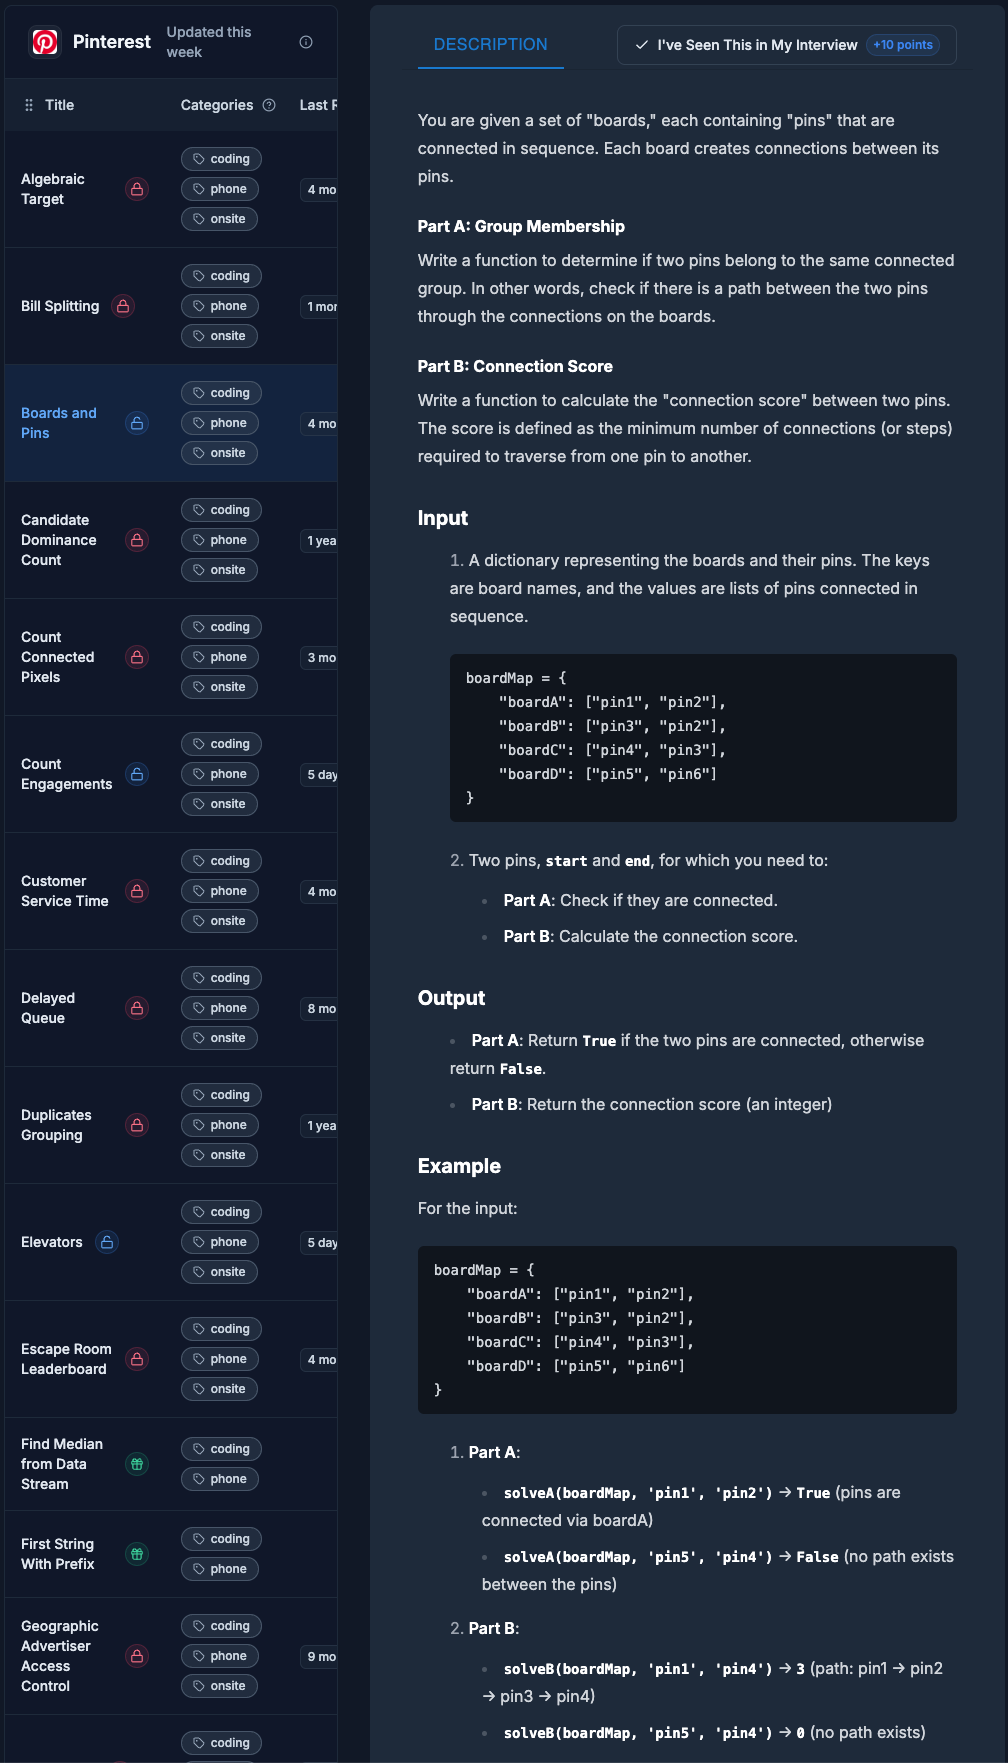 Pinterest
Updated this
week
Title
Categories
Last R
Algebraic
Target
coding
phone
onsite
4 mo
Bill Splitting
coding
phone
onsite
1 mor
Boards and
Pins
coding
phone
onsite
4 mo
Candidate
Dominance
Count
coding
phone
onsite
1 yea
Count
Connected
Pixels
coding
phone
onsite
3 mo
Count
Engagements
coding
phone
onsite
5 day
Customer
Service Time
coding
phone
onsite
4 mo
Delayed
Queue
coding
phone
onsite
8 mo
Duplicates
Grouping
coding
phone
onsite
1 yea
Elevators
coding
phone
onsite
5 day
Escape Room
Leaderboard
coding
phone
onsite
4 mo
Find Median
from Data
Stream
coding
phone
First String
With Prefix
coding
phone
Geographic
Advertiser
Access
Control
coding
phone
onsite
9 mo
coding
DESCRIPTION
I've Seen This in My Interview +10 points
You are given a set of "boards," each containing "pins" that are
connected in sequence. Each board creates connections between its
pins.
Part A: Group Membership
Write a function to determine if two pins belong to the same connected
group. In other words, check if there is a path between the two pins
through the connections on the boards.
Part B: Connection Score
Write a function to calculate the "connection score" between two pins.
The score is defined as the minimum number of connections (or steps)
required to traverse from one pin to another.
Input
1. A dictionary representing the boards and their pins. The keys
are board names, and the values are lists of pins connected in
sequence.
boardMap = {
    "boardA": ["pin1", "pin2"],
    "boardB": ["pin3", "pin2"],
    "boardC": ["pin4", "pin3"],
    "boardD": ["pin5", "pin6"]
}
2. Two pins, start and end, for which you need to:
• Part A: Check if they are connected.
• Part B: Calculate the connection score.
Output
• Part A: Return True if the two pins are connected, otherwise
return False.
• Part B: Return the connection score (an integer)
Example
For the input:
boardMap = {
    "boardA": ["pin1", "pin2"],
    "boardB": ["pin3", "pin2"],
    "boardC": ["pin4", "pin3"],
    "boardD": ["pin5", "pin6"]
}
1. Part A:
• solveA(boardMap, 'pin1', 'pin2') → True (pins are
connected via boardA)
• solveA(boardMap, 'pin5', 'pin4') → False (no path exists
between the pins)
2. Part B:
• solveB(boardMap, 'pin1', 'pin4') → 3 (path: pin1 → pin2
→ pin3 → pin4)
• solveB(boardMap, 'pin5', 'pin4') → 0 (no path exists)